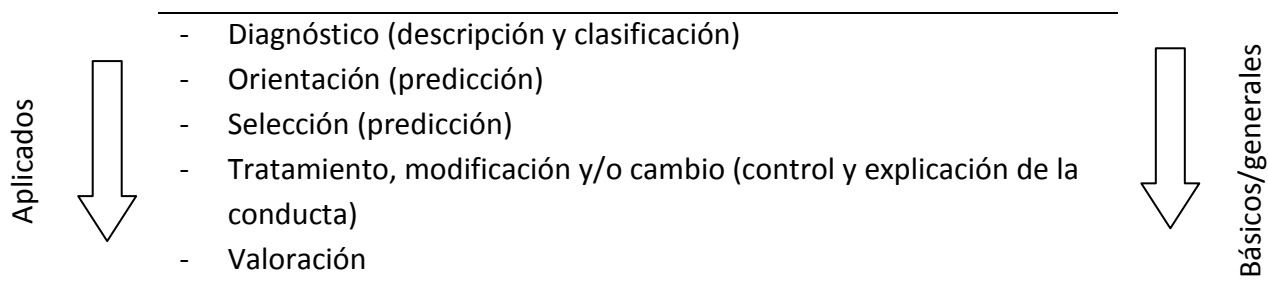 Aplicados
- Diagnóstico (descripción y clasificación)
- Orientación (predicción)
- Selección (predicción)
- Tratamiento, modificación y/o cambio (control y explicación de la
conducta)
- Valoración
Básicos/generales